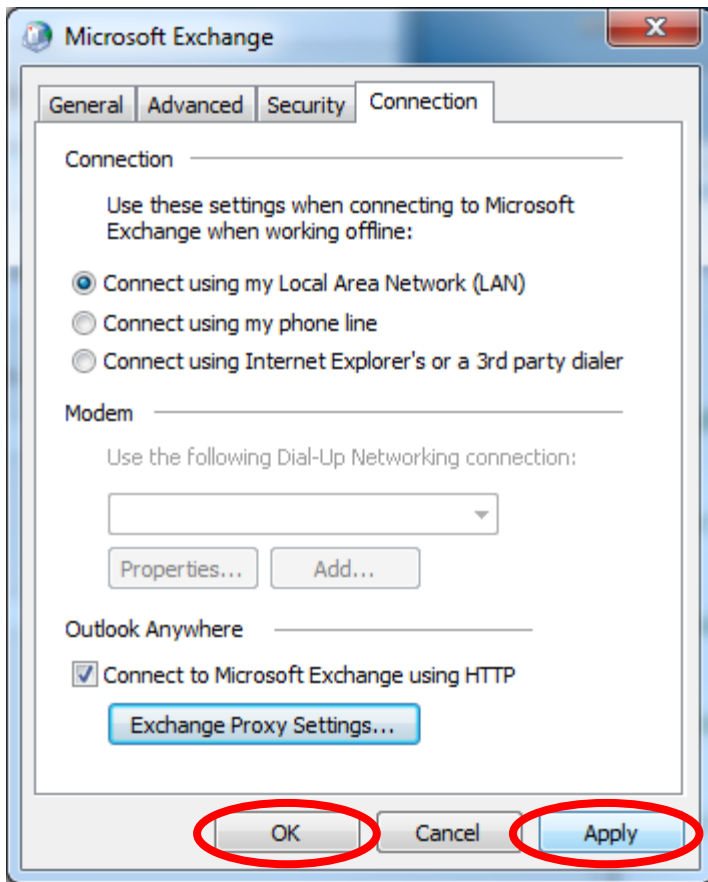 Microsoft Exchange
General Advanced Security Connection
Connection
Use these settings when connecting to Microsoft
Exchange when working offline:
Connect using my Local Area Network (LAN)
Connect using my phone line
Connect using Internet Explorer's or a 3rd party dialer
Modem
Use the following Dial-Up Networking connection:
Properties... Add...
Outlook Anywhere
Connect to Microsoft Exchange using HTTP
Exchange Proxy Settings...
OK Cancel Apply